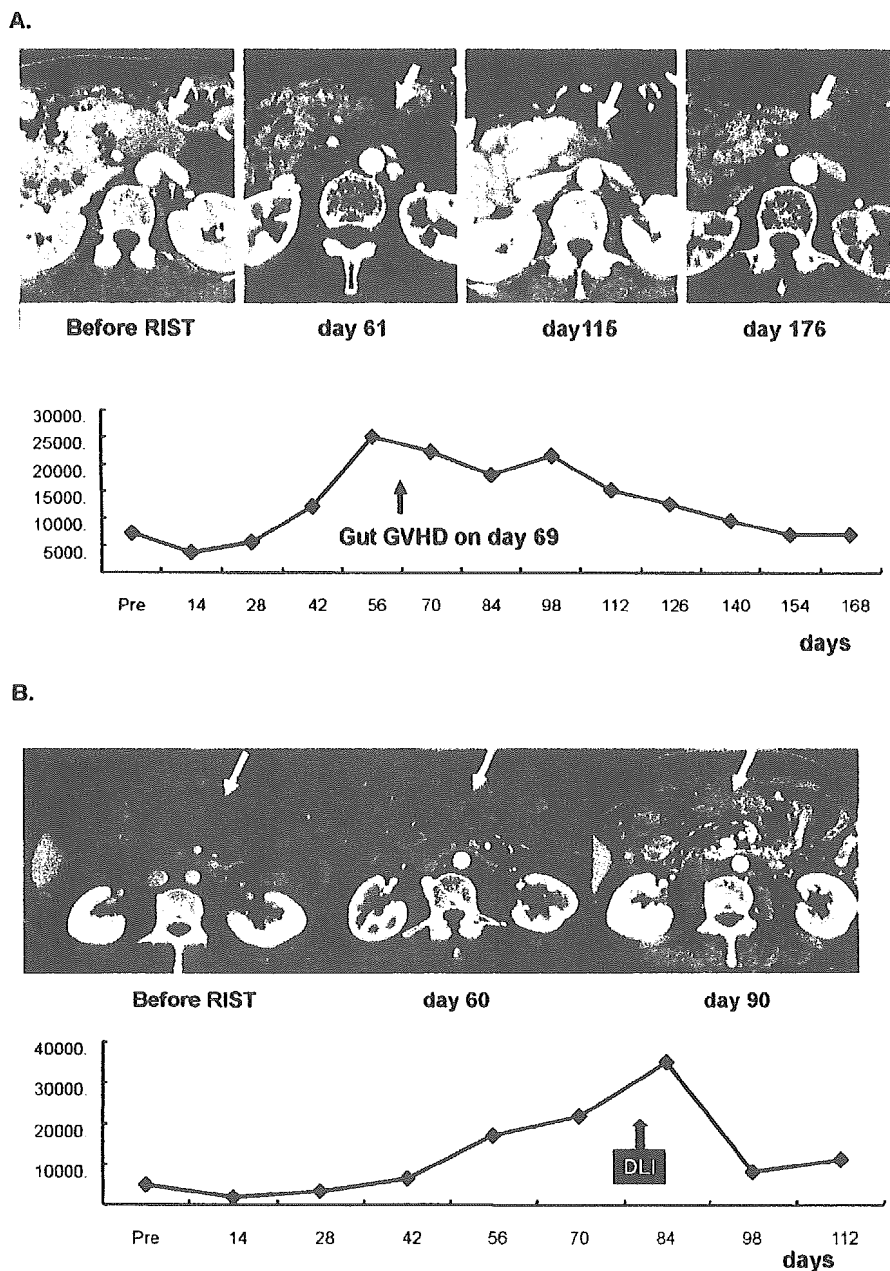 A.
Before RIST day 61 day115 day 176
30000.
25000.
20000.
15000.
10000.
5000.
Gut GVHD on day 69
Pre 14 28 42 56 70 84 98 112 126 140 154 168
days
B.
Before RIST day 60 day 90
40000.
30000.
20000.
10000.
DLI
Pre 14 28 42 56 70 84 98 112
days